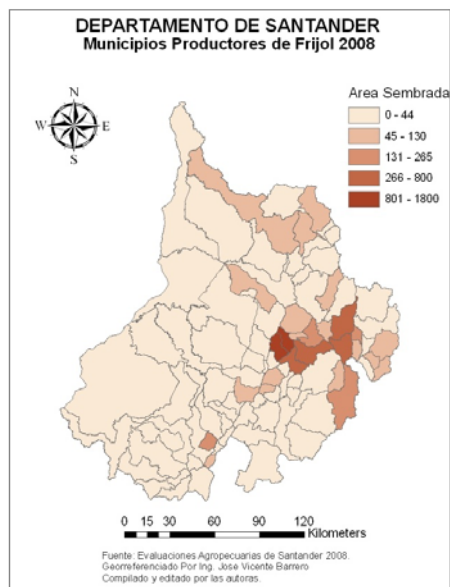 DEPARTAMENTO DE SANTANDER
Municipios Productores de Frijol 2008
N
W E
S
Area Sembrada
0 - 44
45 - 130
131 - 265
266 - 800
801 - 1800
0 15 30 60 90 120
Kilometers
Fuente: Evaluaciones Agropecuarias de Santander 2008.
Georreferenciado Por Ing. Jose Vicente Barrero
Compilado y editado por las autoras.